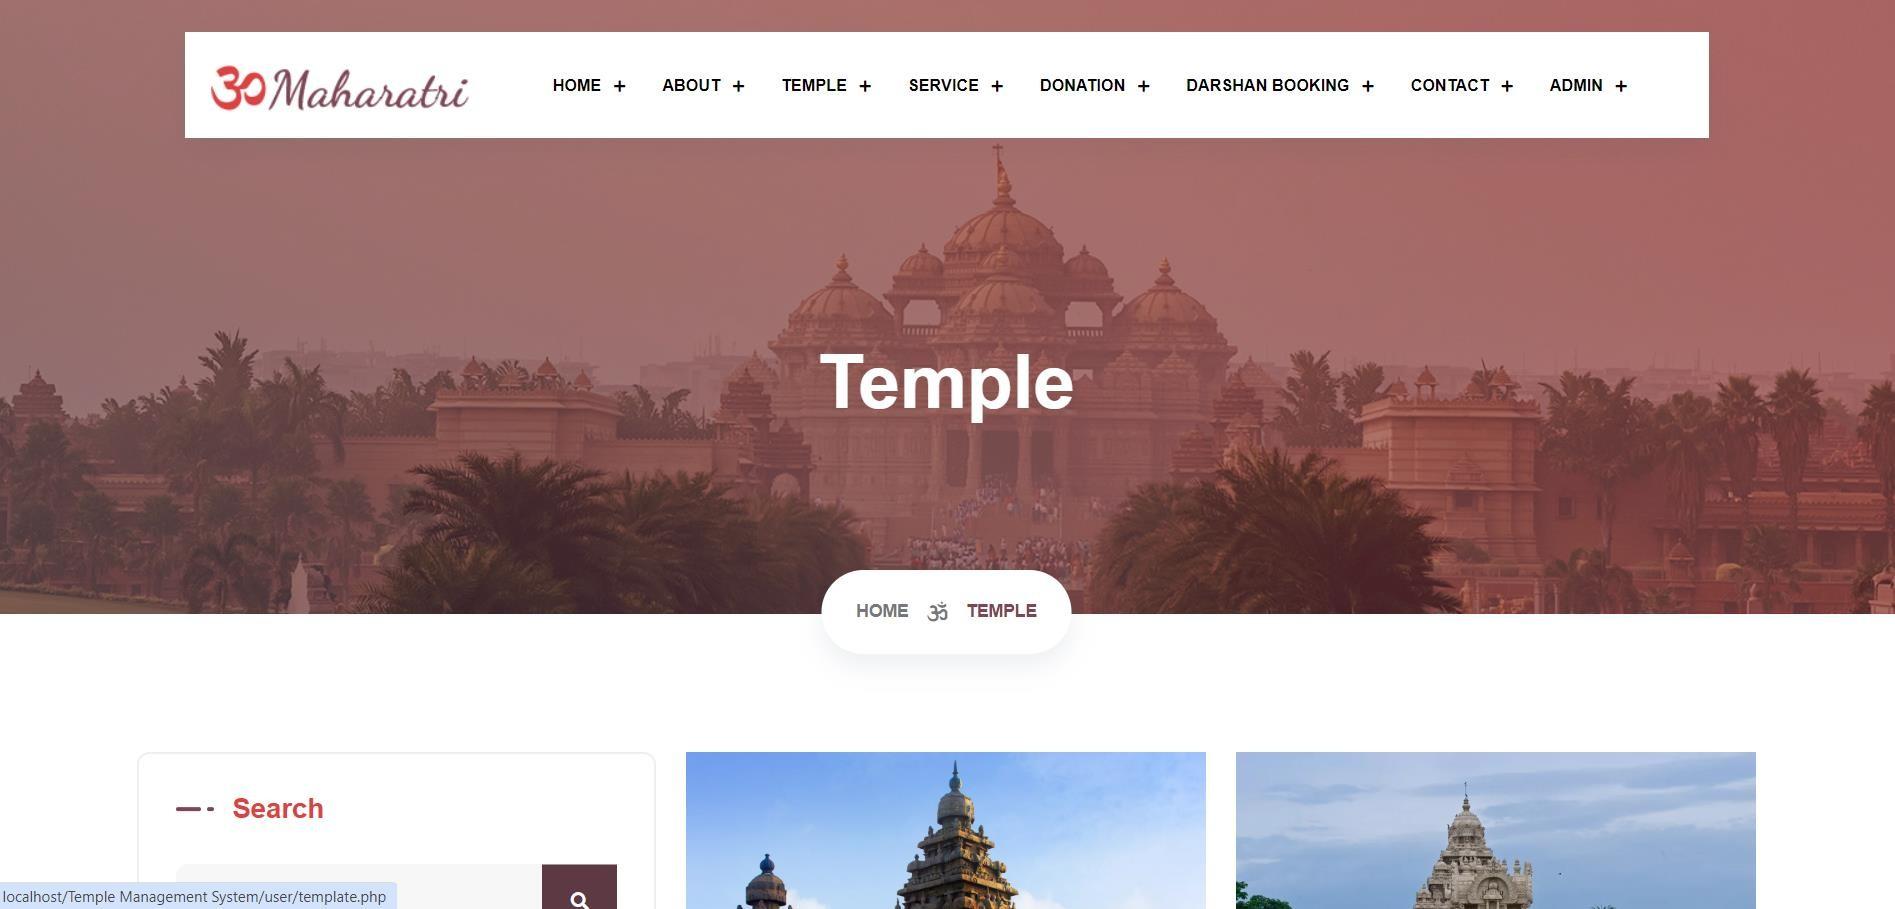 ॐ Maharatri
HOME + ABOUT + TEMPLE + SERVICE + DONATION + DARSHAN BOOKING + CONTACT + ADMIN +
Temple
HOME ॐ TEMPLE
Search
localhost/Temple Management System/user/template.php